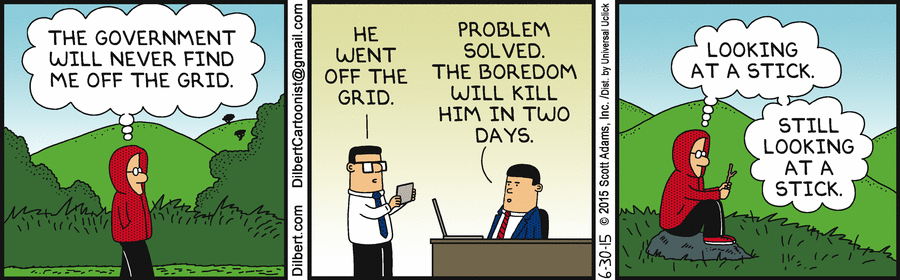 THE GOVERNMENT
WILL NEVER FIND
ME OFF THE GRID.
DilbertCartoonist@gmail.com
Dilbert.com
HE
WENT
OFF THE
GRID.
PROBLEM
SOLVED.
THE BOREDOM
WILL KILL
HIM IN TWO
DAYS.
6-30-15 © 2015 Scott Adams, Inc. /Dist. by Universal Uclick
LOOKING
AT A STICK.
STILL
LOOKING
AT A
STICK.